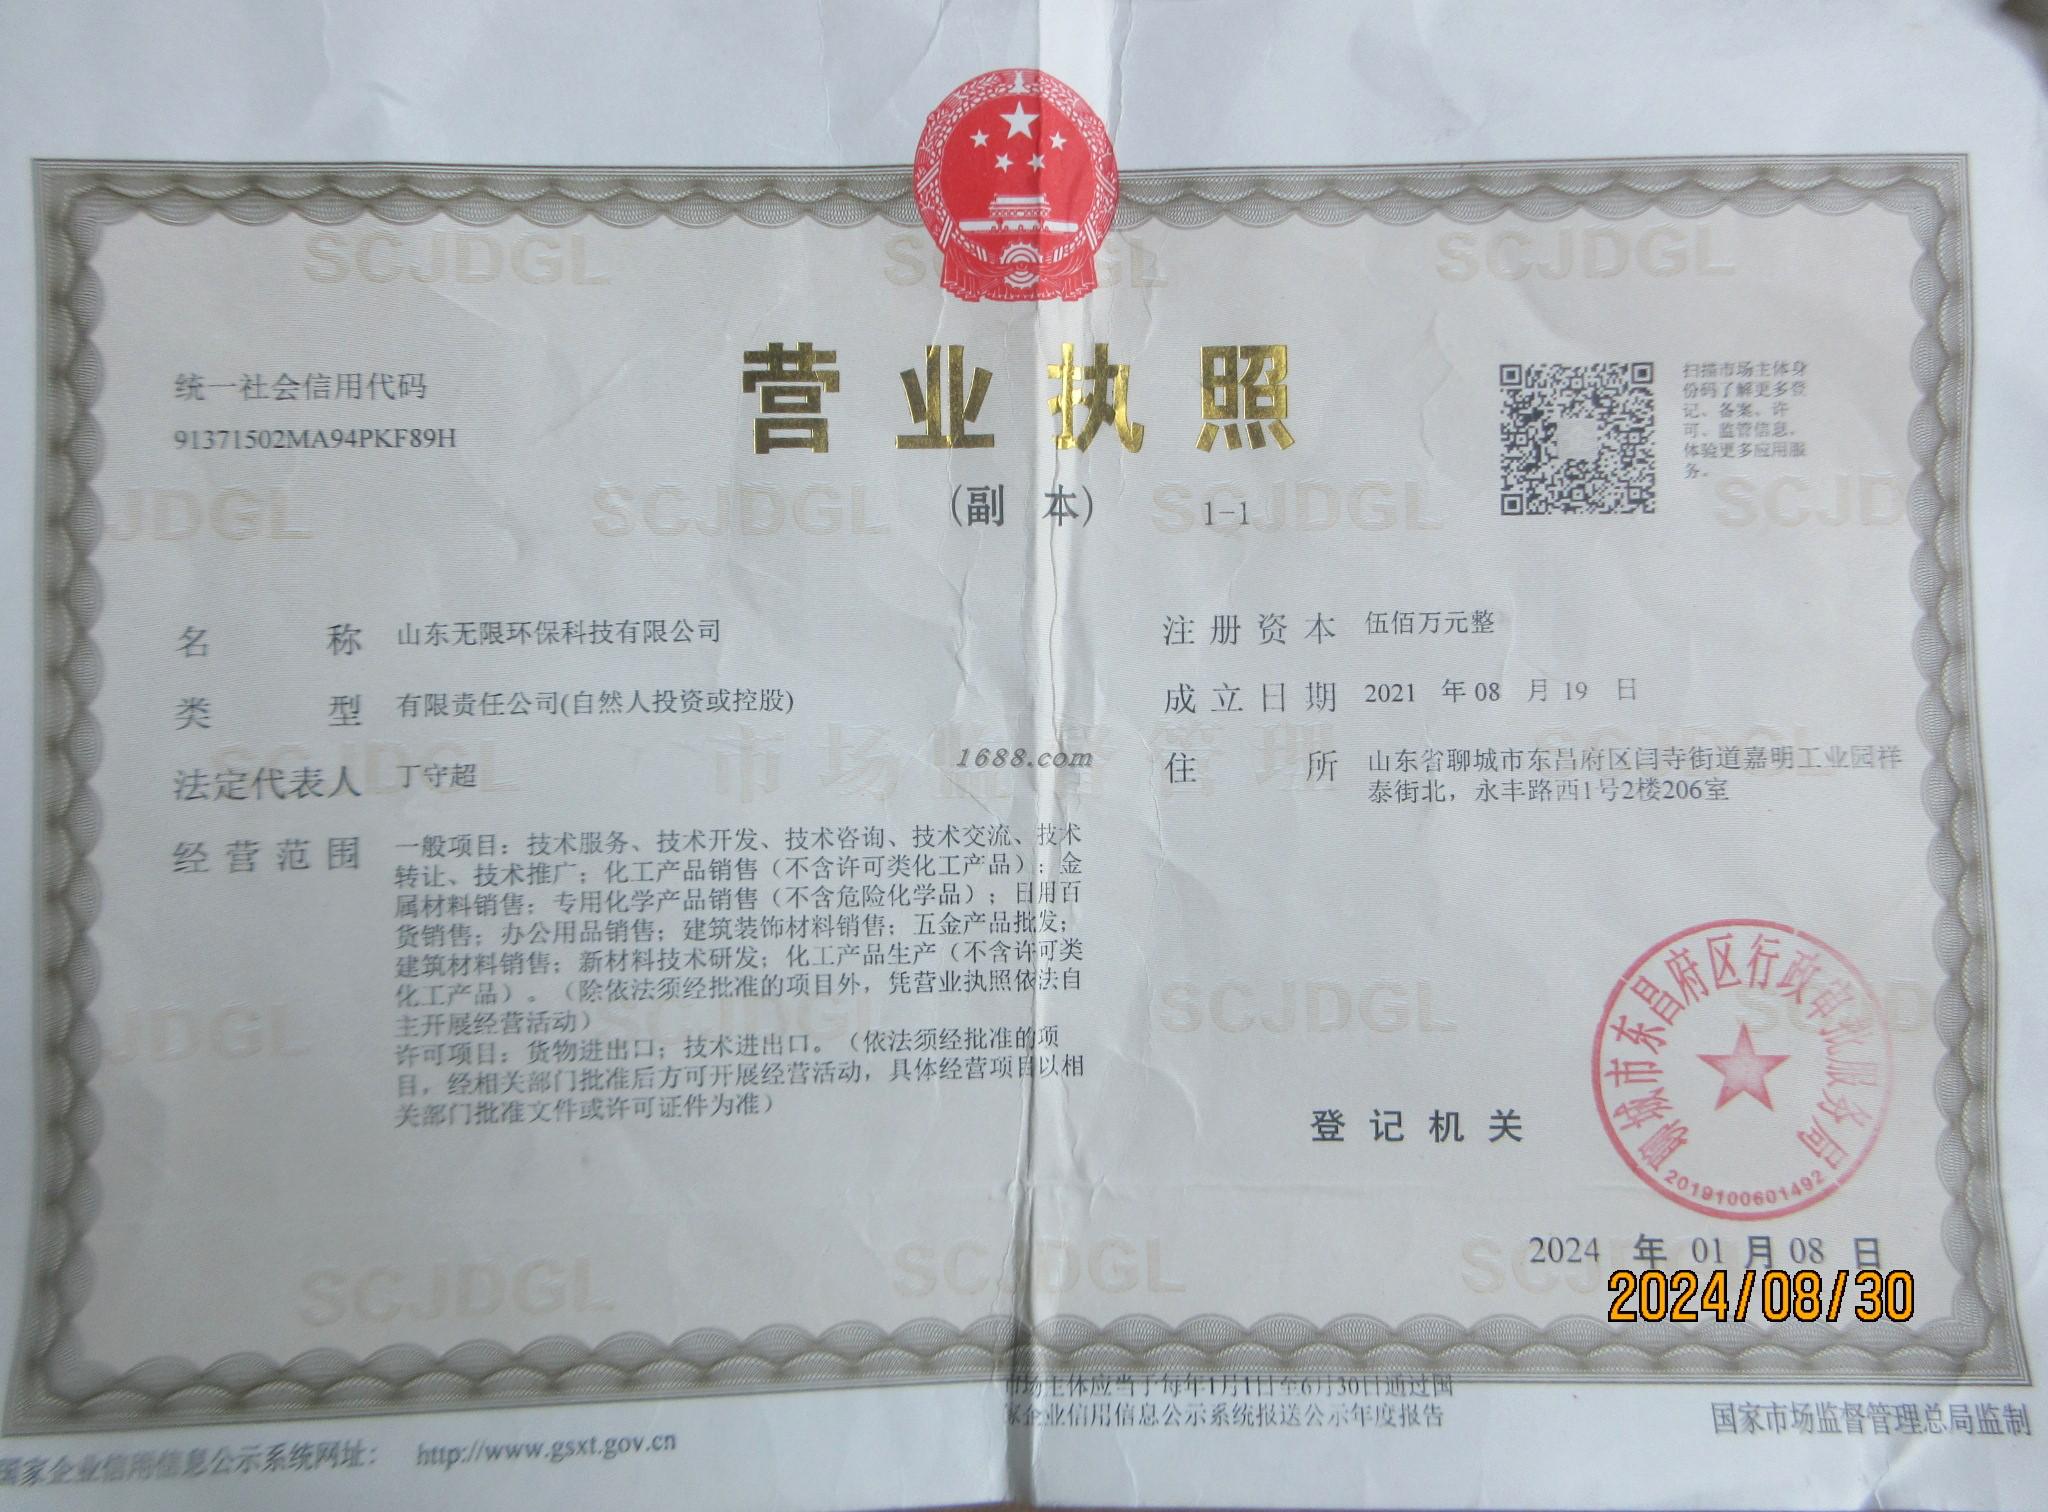 SCJDGL
SCJDGL
统一社会信用代码
91371502MA94PKF89H
营业执照
(副 本) 1-1
扫描市场主体身
份码了解更多登
记、备案、许
可、监管信息,
体验更多应用服
务。
JDGL
SCJDGL
SCJDGL
SCJD
名称 山东无限环保科技有限公司
类型 有限责任公司(自然人投资或控股)
法定代表人 丁守超
经营范围 一般项目：技术服务、技术开发、技术咨询、技术交流、技术
转让、技术推广；化工产品销售（不含许可类化工产品）；金
属材料销售；专用化学产品销售（不含危险化学品）；日用百
货销售；办公用品销售；建筑装饰材料销售；五金产品批发；
建筑材料销售；新材料技术研发；化工产品生产（不含许可类
化工产品）。（除依法须经批准的项目外，凭营业执照依法自
主开展经营活动）
许可项目：货物进出口；技术进出口。（依法须经批准的项
目，经相关部门批准后方可开展经营活动，具体经营项目以相
关部门批准文件或许可证件为准）
注册资本 伍佰万元整
成立日期 2021 年 08 月 19 日
住所 山东省聊城市东昌府区闫寺街道嘉明工业园祥
泰街北，永丰路西1号2楼206室
市场监督管理
1688.com
JDGL
SCJDGL
SCJDGL
登记机关
聊城市东昌府区行政审批服务局
2019100601492
2024 年 01 月 08 日
2024/08/30
SCJDGL
SCJDGL
国家企业信用信息公示系统网址： http://www.gsxt.gov.cn
市场主体应当于每年1月1日至6月30日通过国
家企业信用信息公示系统报送公示年度报告
国家市场监督管理总局监制